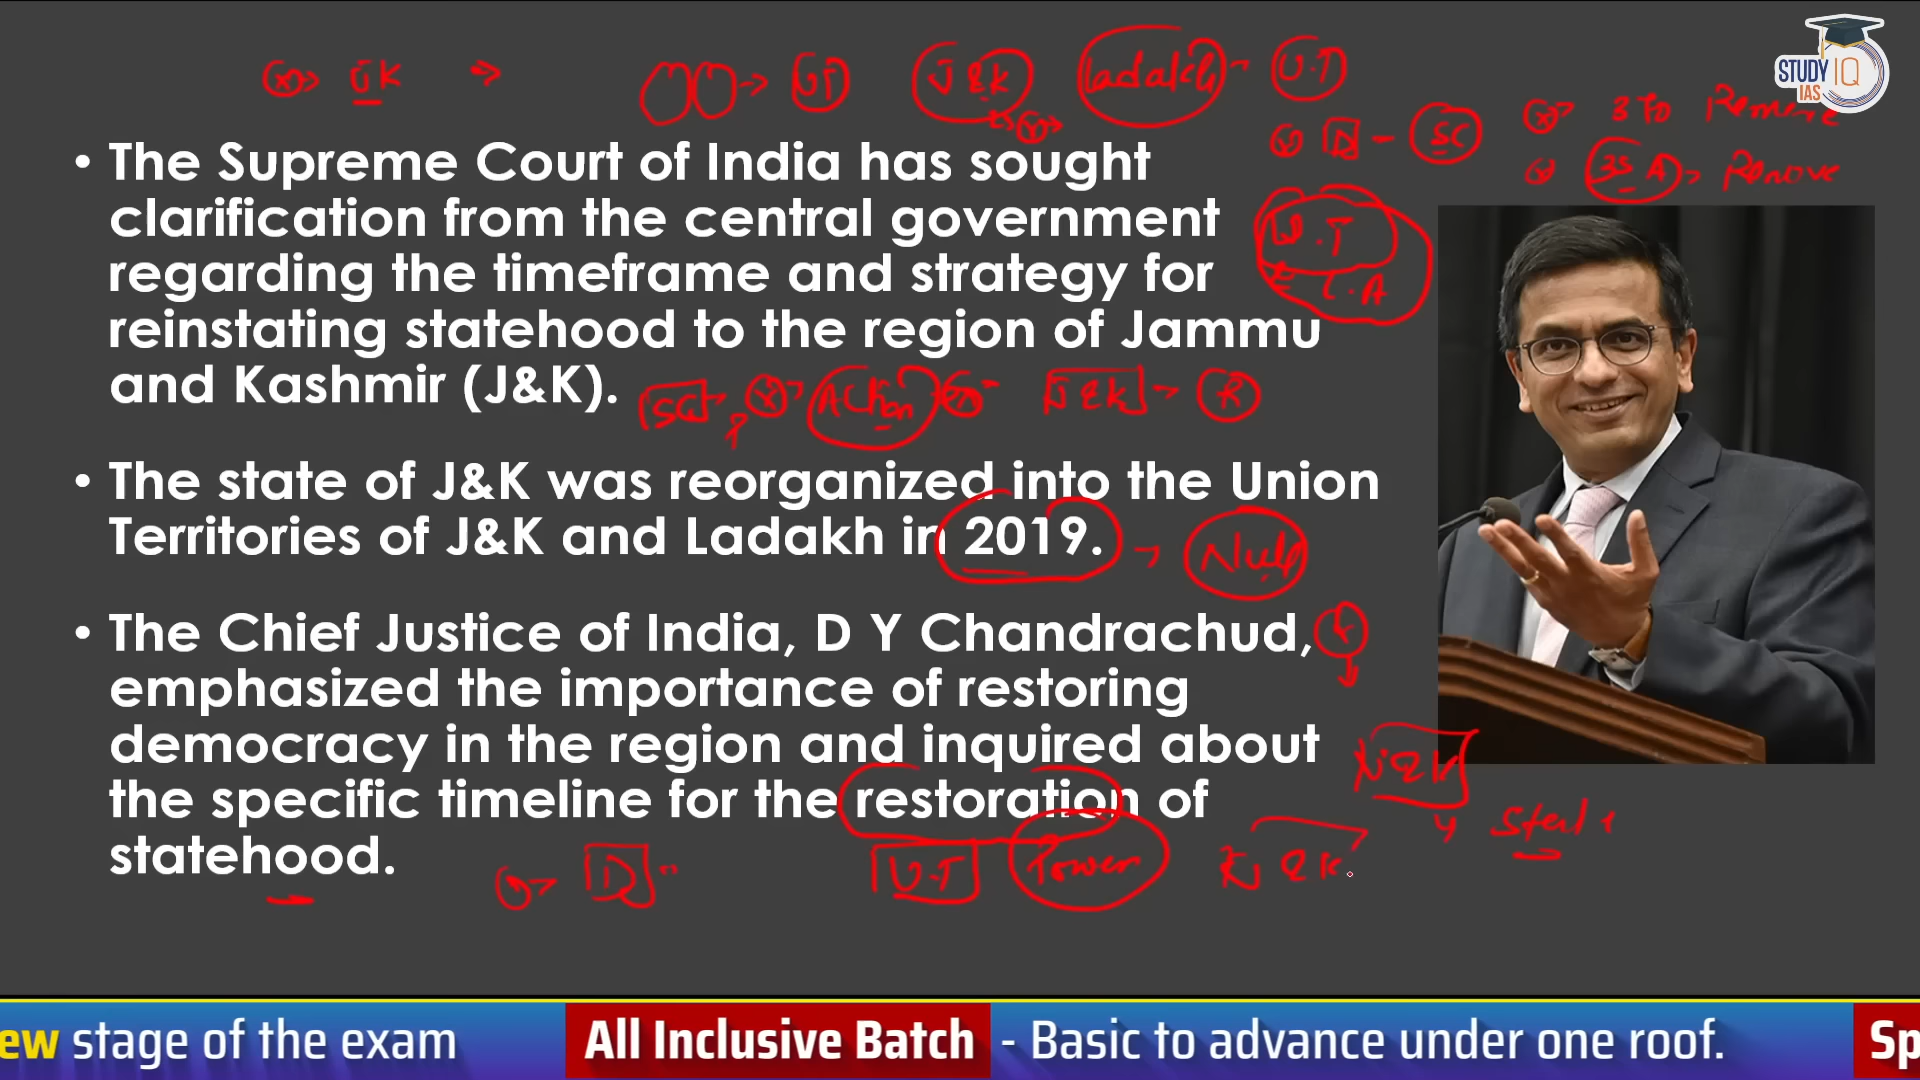 JK
UT
J&K
Ladakh
U.T
STUDY IQ
IAS
SC
35 A
Remove
• The Supreme Court of India has sought
clarification from the central government
regarding the timeframe and strategy for
reinstating statehood to the region of Jammu
and Kashmir (J&K).
U.T
Action
J&K
R
• The state of J&K was reorganized into the Union
Territories of J&K and Ladakh in 2019.
• The Chief Justice of India, D Y Chandrachud,
emphasized the importance of restoring
democracy in the region and inquired about
the specific timeline for the restoration of
statehood.
J&K
D
U.T
Power
J&K
ew stage of the exam
All Inclusive Batch - Basic to advance under one roof.
Sp